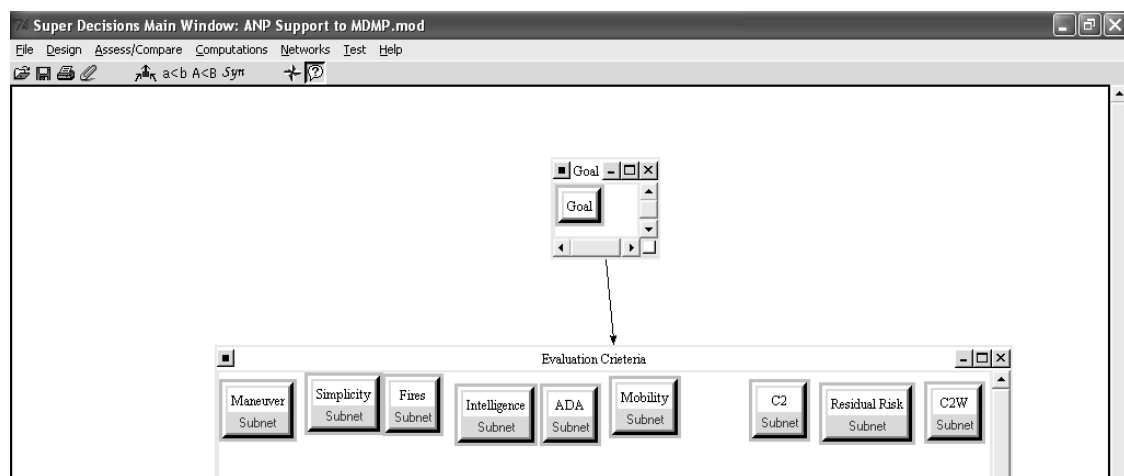 Super Decisions Main Window: ANP Support to MDMP.mod
File Design Assess/Compare Computations Networks Test Help
a<b A<B Syn
Goal
Goal
Evaluation Crieteria
Maneuver Simplicity Fires Intelligence ADA Mobility C2 Residual Risk C2W
Subnet Subnet Subnet Subnet Subnet Subnet Subnet Subnet Subnet